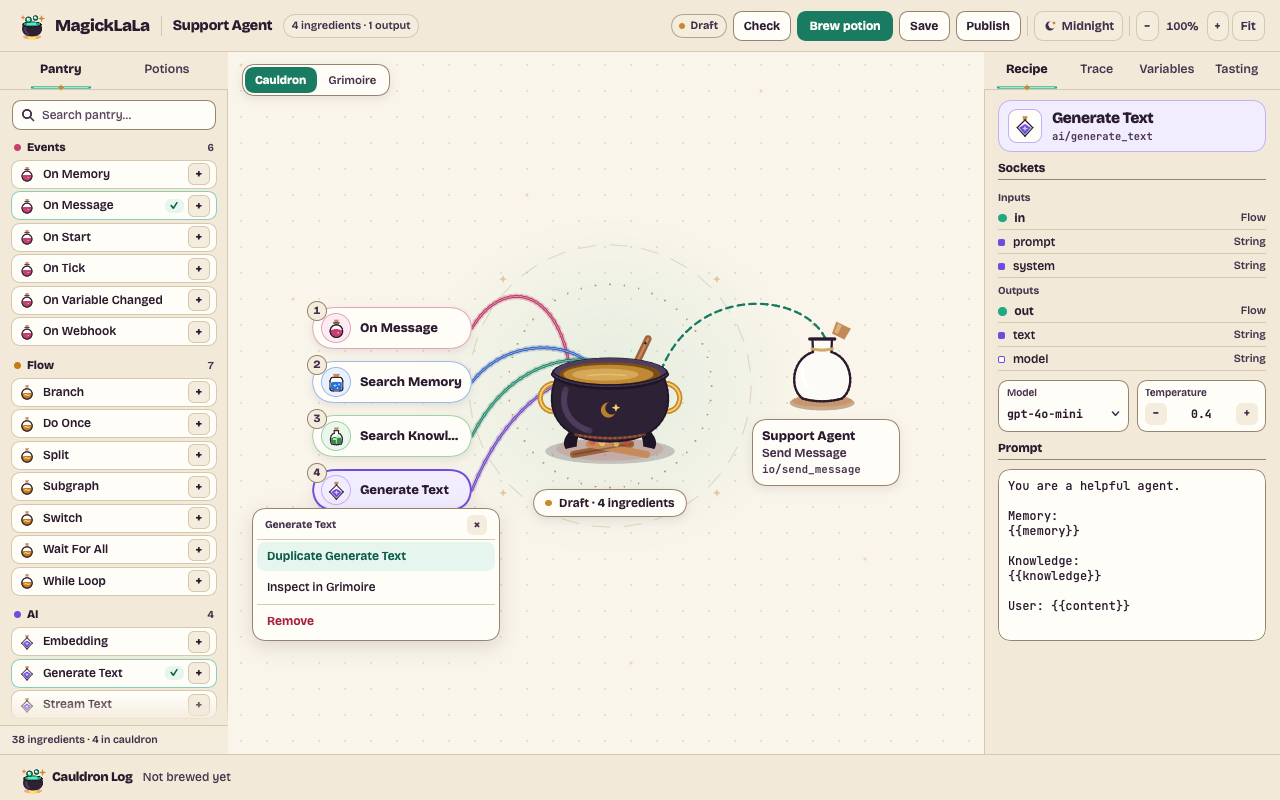 MagickLaLa
Support Agent
4 ingredients · 1 output
Draft
Check
Brew potion
Save
Publish
Midnight
−
100%
+
Fit
Pantry
Potions
Search pantry...
Events
6
On Memory
+
On Message
+
On Start
+
On Tick
+
On Variable Changed
+
On Webhook
+
Flow
7
Branch
+
Do Once
+
Split
+
Subgraph
+
Switch
+
Wait For All
+
While Loop
+
AI
4
Embedding
+
Generate Text
+
Stream Text
+
38 ingredients · 4 in cauldron
Cauldron
Grimoire
1
On Message
2
Search Memory
3
Search Knowl...
4
Generate Text
Generate Text
×
Duplicate Generate Text
Inspect in Grimoire
Remove
Draft · 4 ingredients
Support Agent
Send Message
io/send_message
Recipe
Trace
Variables
Tasting
Generate Text
ai/generate_text
Sockets
Inputs
in
Flow
prompt
String
system
String
Outputs
out
Flow
text
String
model
String
Model
gpt-4o-mini
Temperature
−
0.4
+
Prompt
You are a helpful agent.
Memory:
{{memory}}
Knowledge:
{{knowledge}}
User: {{content}}
Cauldron Log
Not brewed yet